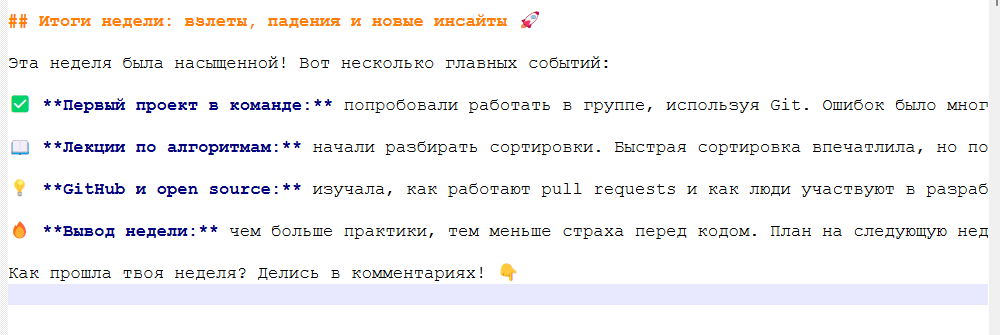 ## Итоги недели: взлеты, падения и новые инсайты 🚀
Эта неделя была насыщенной! Вот несколько главных событий:
✅ **Первый проект в команде:** попробовали работать в группе, используя Git. Ошибок было мног
📖 **Лекции по алгоритмам:** начали разбирать сортировки. Быстрая сортировка впечатлила, но по
💡 **GitHub и open source:** изучала, как работают pull requests и как люди участвуют в разраб
🔥 **Вывод недели:** чем больше практики, тем меньше страха перед кодом. План на следующую нед
Как прошла твоя неделя? Делись в комментариях! 👇